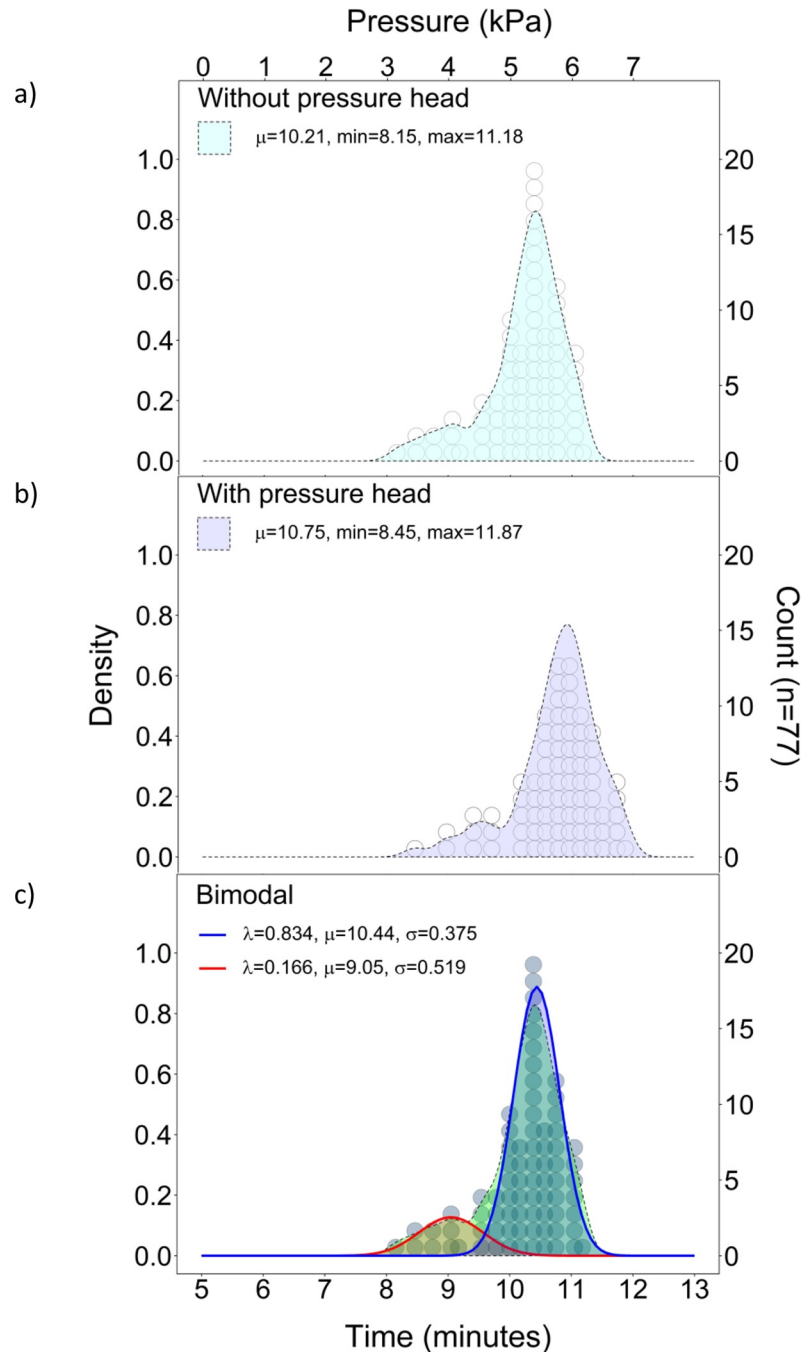 Pressure (kPa)
0 1 2 3 4 5 6 7
a)
Without pressure head
μ=10.21, min=8.15, max=11.18
1.0 20
0.8 15
0.6
0.4 10
0.2 5
0.0 0
b)
With pressure head
μ=10.75, min=8.45, max=11.87
1.0 20
0.8 15
0.6
0.4 10
0.2 5
0.0 0
Density
Count (n=77)
c)
Bimodal
λ=0.834, μ=10.44, σ=0.375
λ=0.166, μ=9.05, σ=0.519
1.0 20
0.8 15
0.6
0.4 10
0.2 5
0.0 0
5 6 7 8 9 10 11 12 13
Time (minutes)